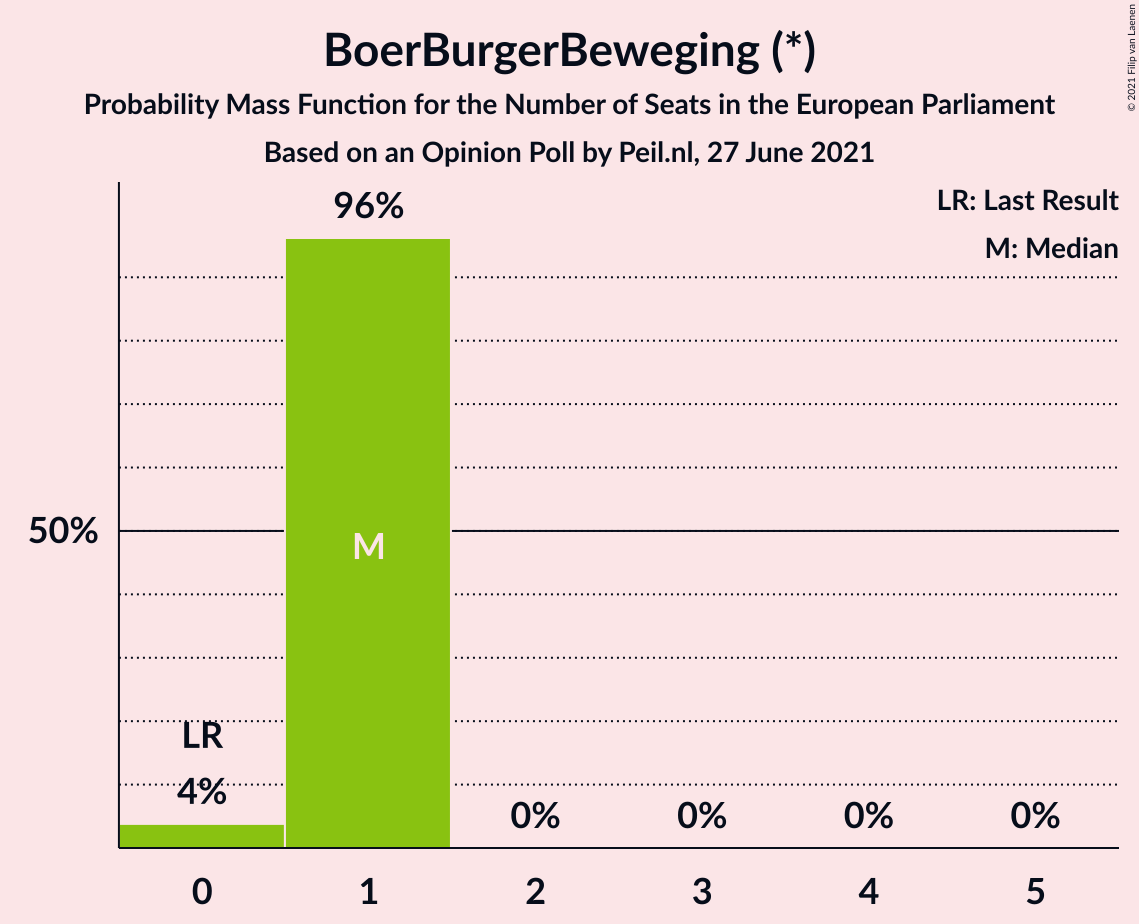 BoerBurgerBeweging (*)
Probability Mass Function for the Number of Seats in the European Parliament
Based on an Opinion Poll by Peil.nl, 27 June 2021
© 2021 Filip van Laenen
LR: Last Result
M: Median
96%
50%
M
LR
4%
0% 0% 0% 0%
0 1 2 3 4 5